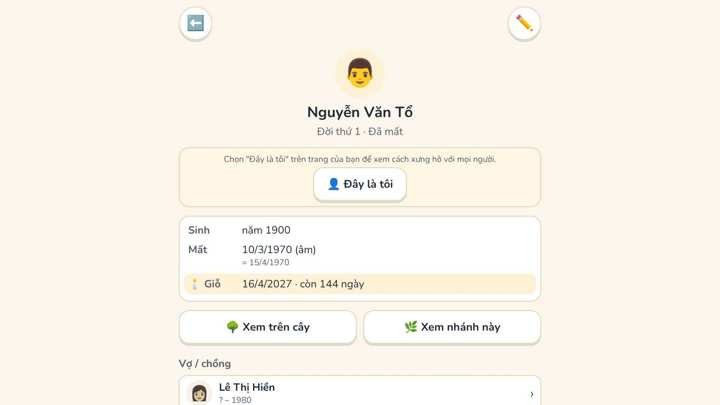 Nguyễn Văn Tổ
Đời thứ 1 · Đã mất
Chọn "Đây là tôi" trên trang của bạn để xem cách xưng hô với mọi người.
Đây là tôi
Sinh năm 1900
Mất 10/3/1970 (âm)
= 15/4/1970
Giỗ 16/4/2027 · còn 144 ngày
Xem trên cây Xem nhánh này
Vợ / chồng
Lê Thị Hiền
? – 1980